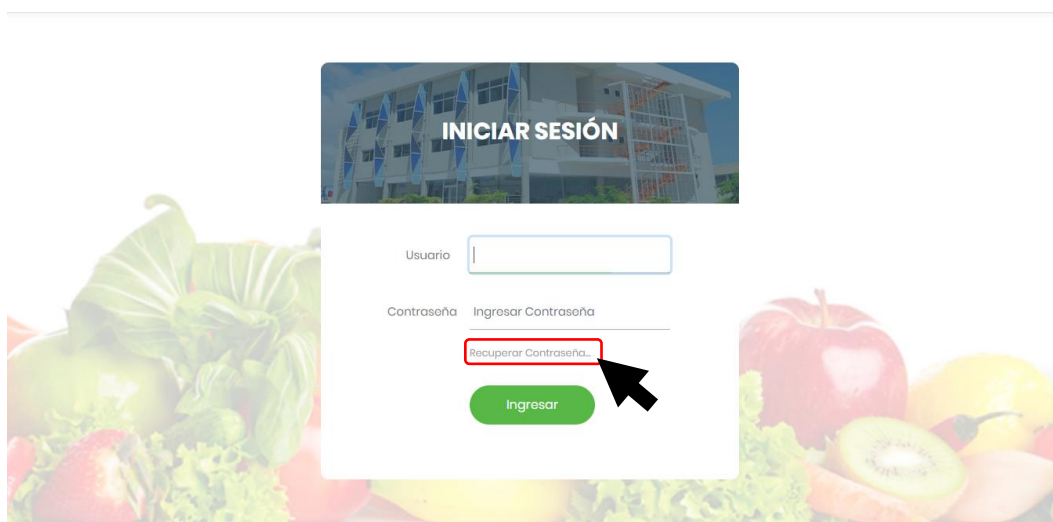 INICIAR SESIÓN
Usuario
Contraseña Ingresar Contraseña
Recuperar Contraseña...
Ingresar